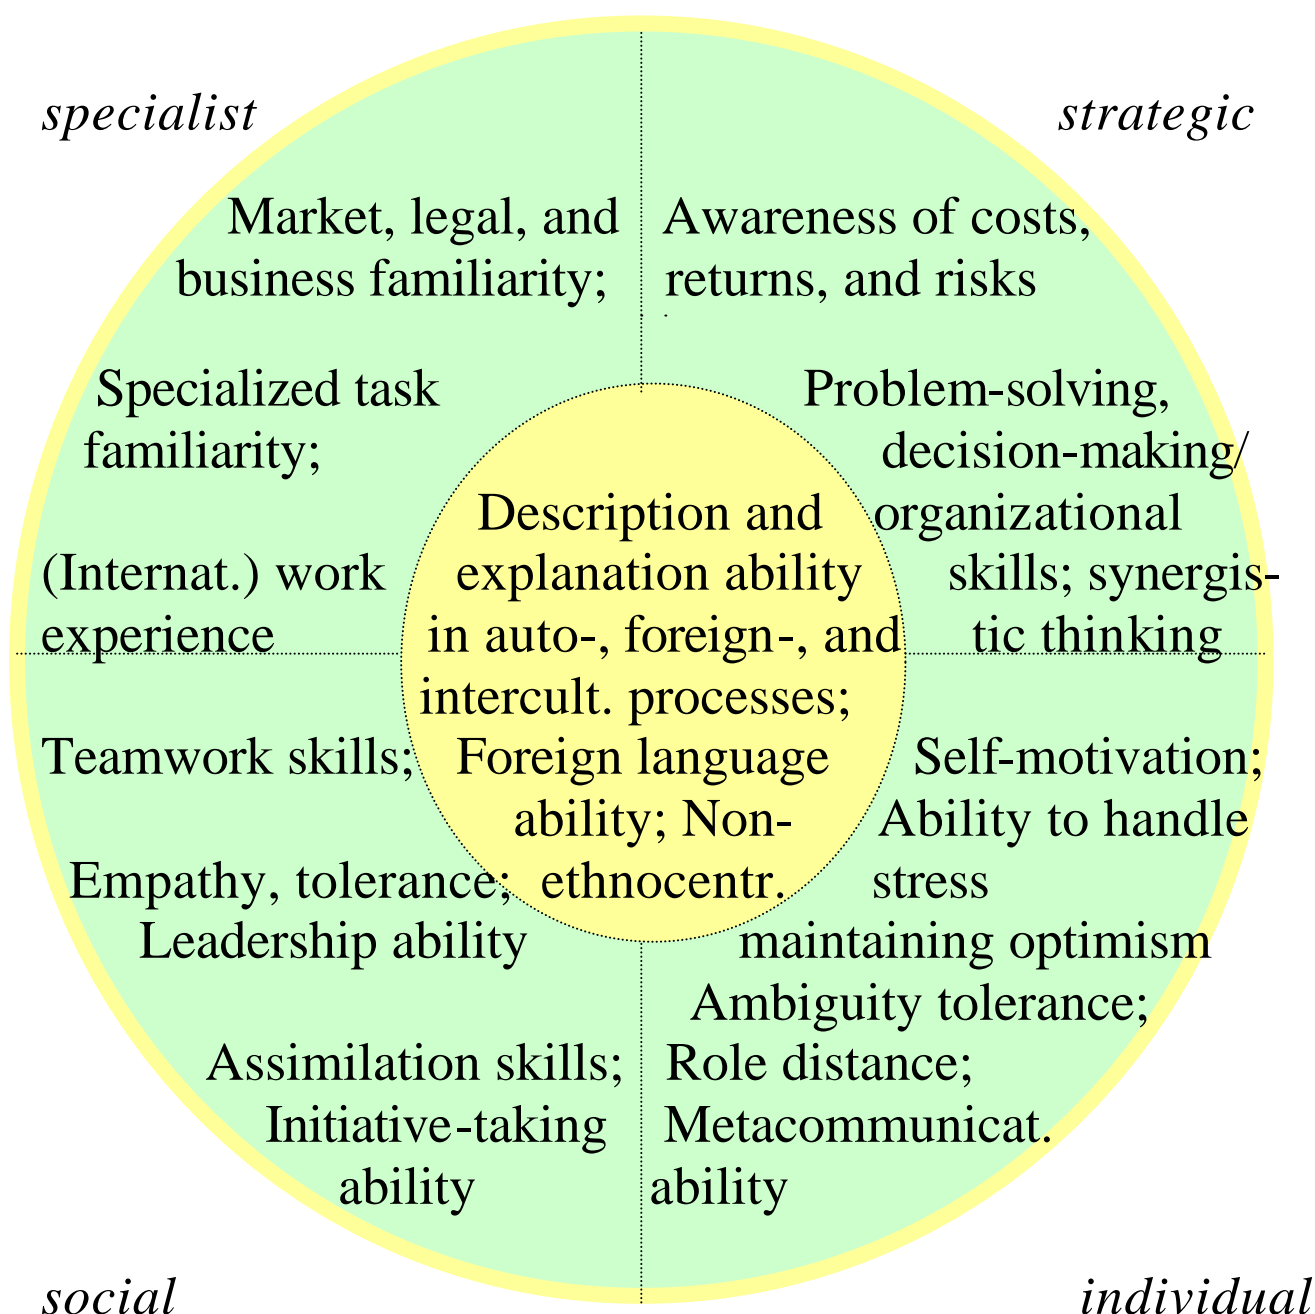 specialist
strategic
Market, legal, and
business familiarity;
Awareness of costs,
returns, and risks
Specialized task
familiarity;
(Internat.) work
experience
Problem-solving,
decision-making/
organizational
skills; synergis-
tic thinking
Description and
explanation ability
in auto-, foreign-, and
intercult. processes;
Foreign language
ability; Non-
ethnocentr.
Teamwork skills;
Empathy, tolerance;
Leadership ability
Assimilation skills;
Initiative-taking
ability
Self-motivation;
Ability to handle
stress
maintaining optimism
Ambiguity tolerance;
Role distance;
Metacommunicat.
ability
social
individual